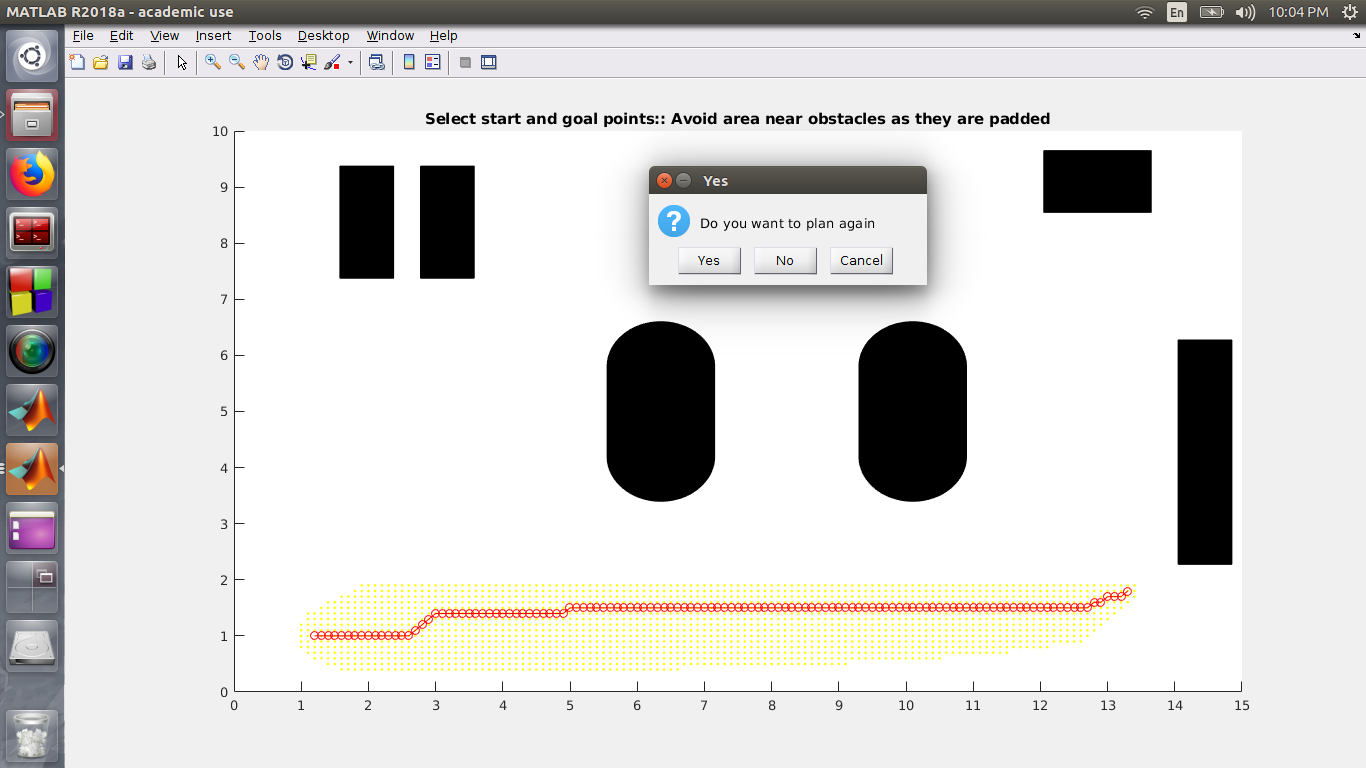 MATLAB R2018a - academic use
En
10:04 PM
File Edit View Insert Tools Desktop Window Help
Select start and goal points:: Avoid area near obstacles as they are padded
Yes
Do you want to plan again
Yes No Cancel
10
9
8
7
6
5
4
3
2
1
0
0 1 2 3 4 5 6 7 8 9 10 11 12 13 14 15